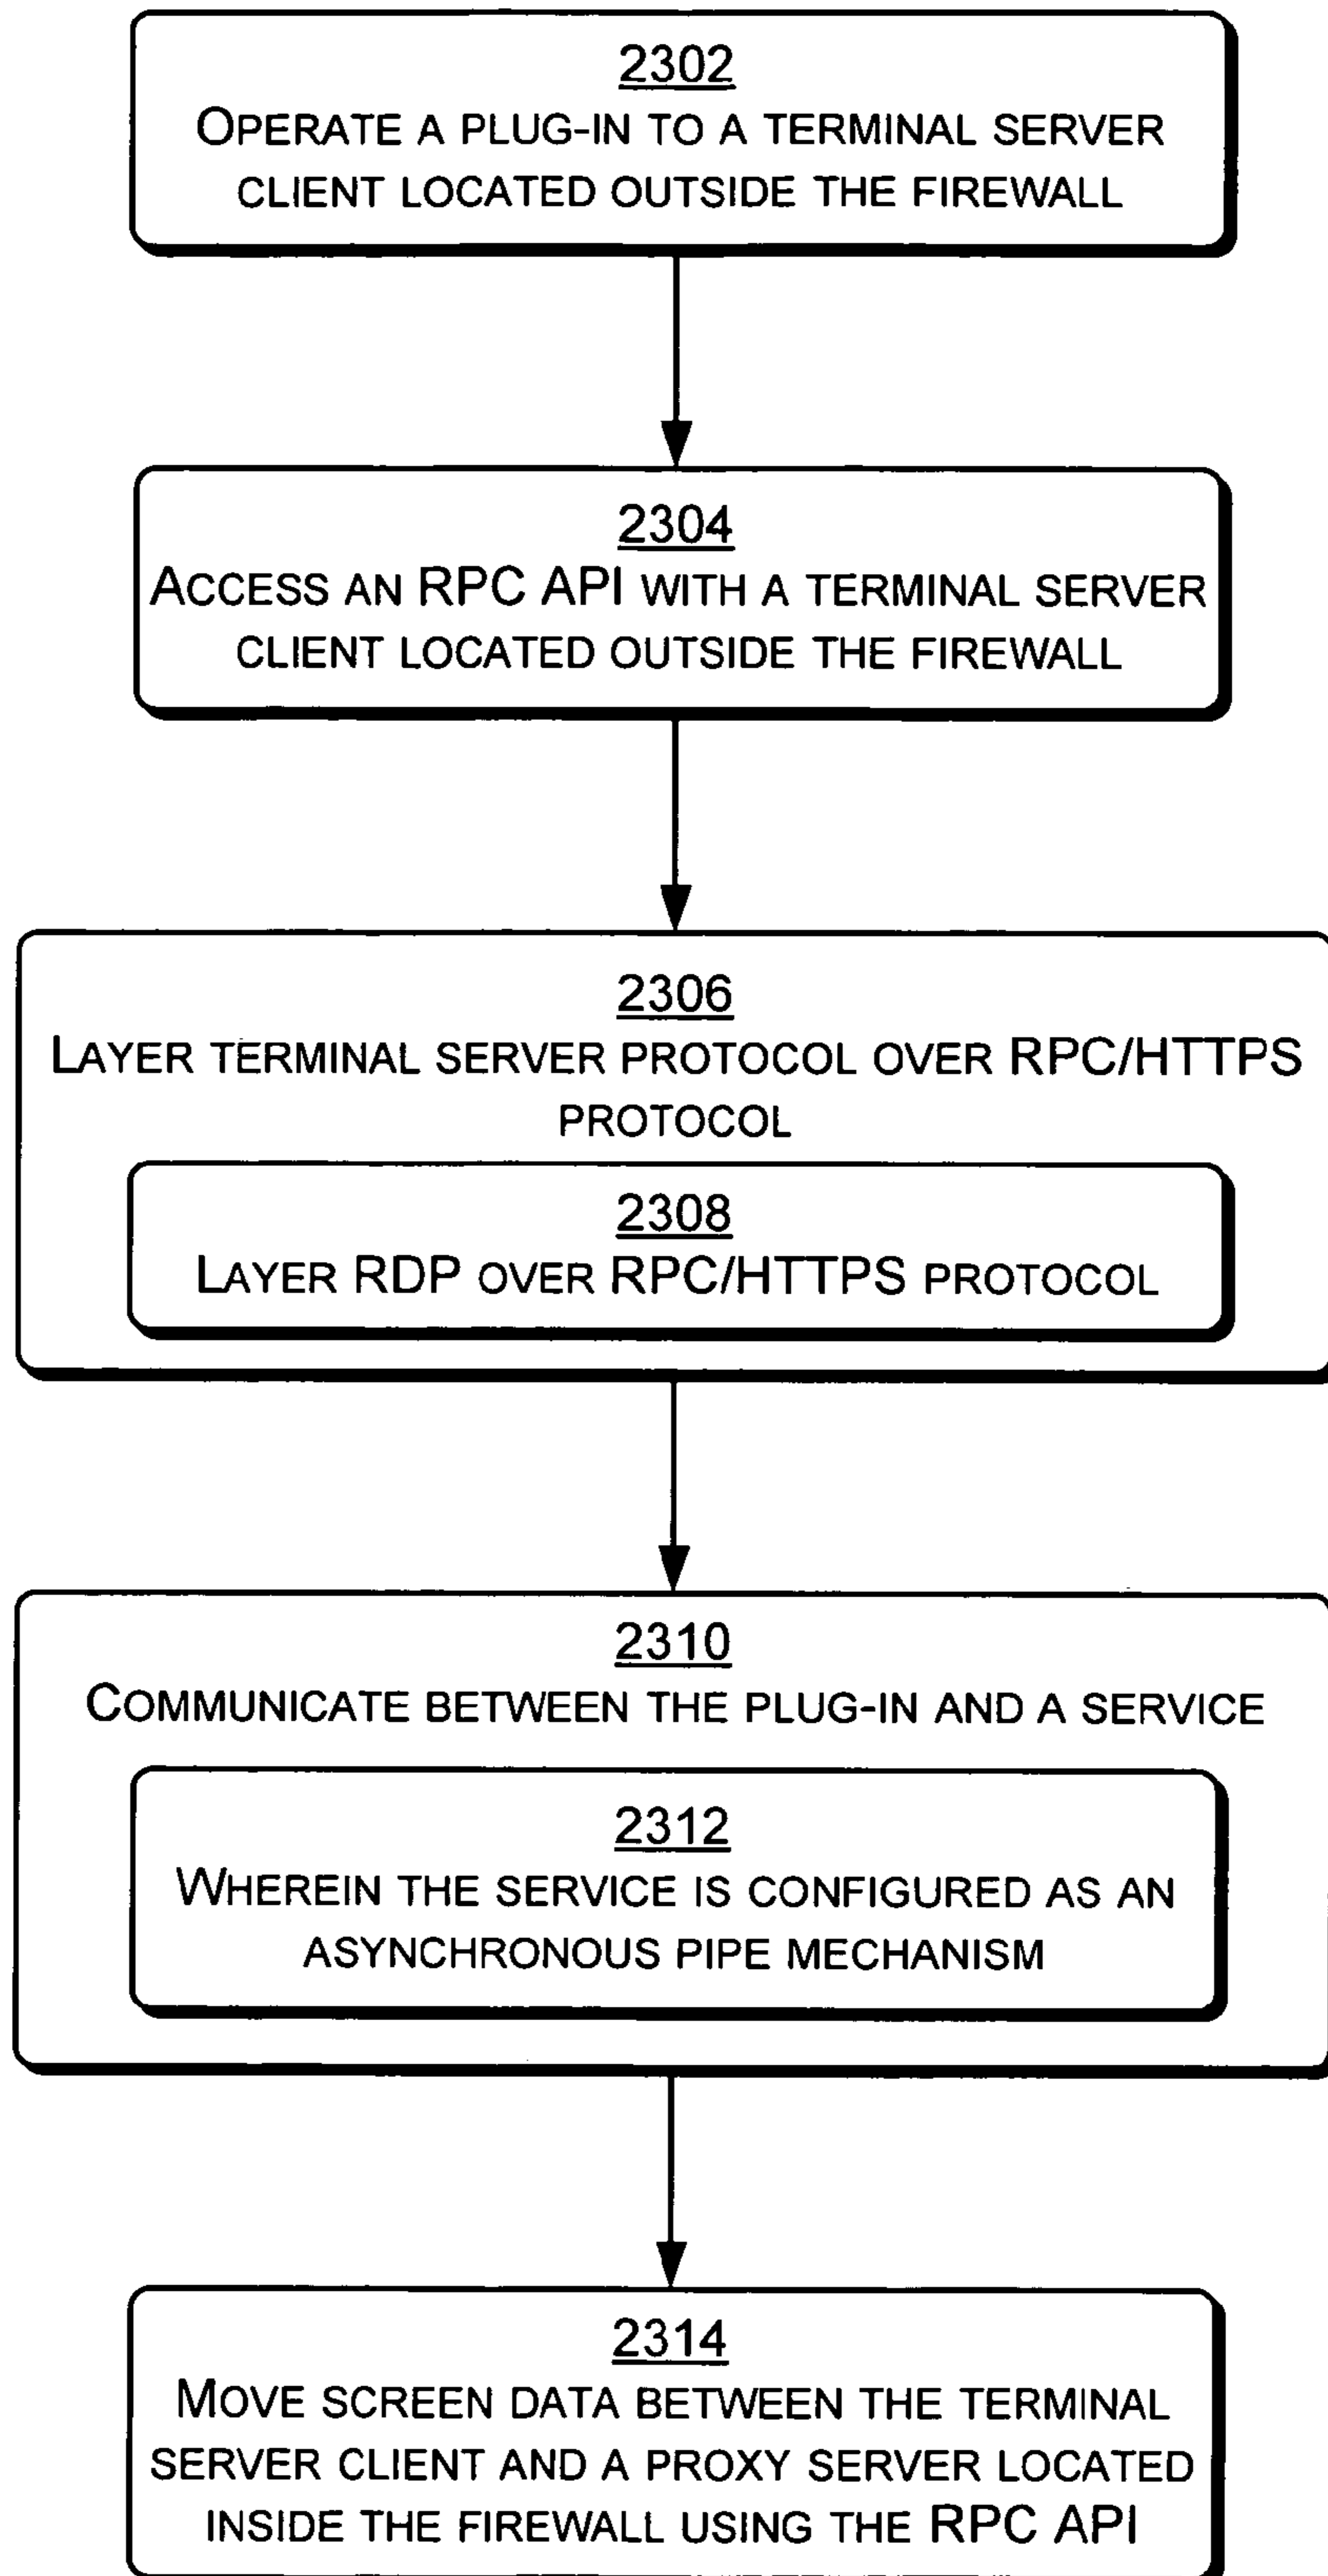 2302
OPERATE A PLUG-IN TO A TERMINAL SERVER
CLIENT LOCATED OUTSIDE THE FIREWALL
2304
ACCESS AN RPC API WITH A TERMINAL SERVER
CLIENT LOCATED OUTSIDE THE FIREWALL
2306
LAYER TERMINAL SERVER PROTOCOL OVER RPC/HTTPS
PROTOCOL
2308
LAYER RDP OVER RPC/HTTPS PROTOCOL
2310
COMMUNICATE BETWEEN THE PLUG-IN AND A SERVICE
2312
WHEREIN THE SERVICE IS CONFIGURED AS AN
ASYNCHRONOUS PIPE MECHANISM
2314
MOVE SCREEN DATA BETWEEN THE TERMINAL
SERVER CLIENT AND A PROXY SERVER LOCATED
INSIDE THE FIREWALL USING THE RPC API